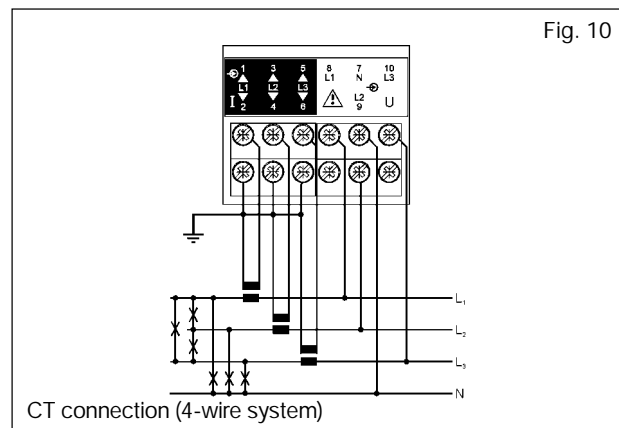 Fig. 10
1 3 5 8 7 10
L1 N L3
L1 L2 L3
I L2 U
2 4 6 9
L1
L2
L3
N
CT connection (4-wire system)